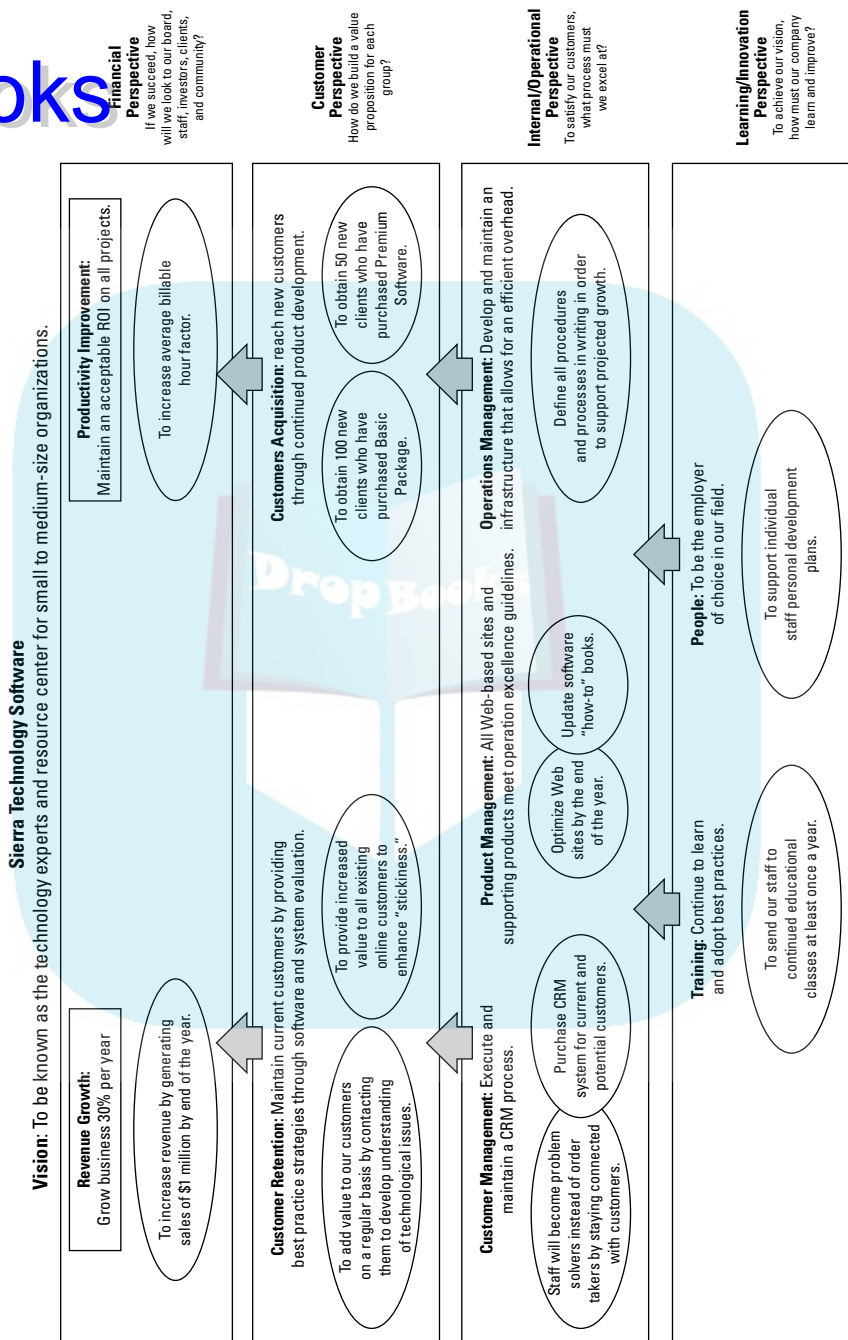 oks
Sierra Technology Software
Vision: To be known as the technology experts and resource center for small to medium-size organizations.
Financial
Perspective
If we succeed, how
will we look to our board,
staff, investors, clients,
and community?
Revenue Growth:
Grow business 30% per year
To increase revenue by generating
sales of $1 million by end of the year.
Productivity Improvement:
Maintain an acceptable ROI on all projects.
To increase average billable
hour factor.
Customer
Perspective
How do we build a value
proposition for each
group?
Customer Retention: Maintain current customers by providing
best practice strategies through software and system evaluation.
To add value to our customers
on a regular basis by contacting
them to develop understanding
of technological issues.
To provide increased
value to all existing
online customers to
enhance “stickiness.”
Customers Acquisition: reach new customers
through continued product development.
To obtain 100 new
clients who have
purchased Basic
Package.
To obtain 50 new
clients who have
purchased Premium
Software.
Internal/Operational
Perspective
To satisfy our customers,
what process must
we excel at?
Customer Management: Execute and
maintain a CRM process.
Staff will become problem
solvers instead of order
takers by staying connected
with customers.
Purchase CRM
system for current and
potential customers.
Product Management: All Web-based sites and
supporting products meet operation excellence guidelines.
Optimize Web
sites by the end
of the year.
Update software
“how-to” books.
Operations Management: Develop and maintain an
infrastructure that allows for an efficient overhead.
Define all procedures
and processes in writing in order
to support projected growth.
Learning/Innovation
Perspective
To achieve our vision,
how must our company
learn and improve?
Training: Continue to learn
and adopt best practices.
To send our staff to
continued educational
classes at least once a year.
People: To be the employer
of choice in our field.
To support individual
staff personal development
plans.
DropBooks